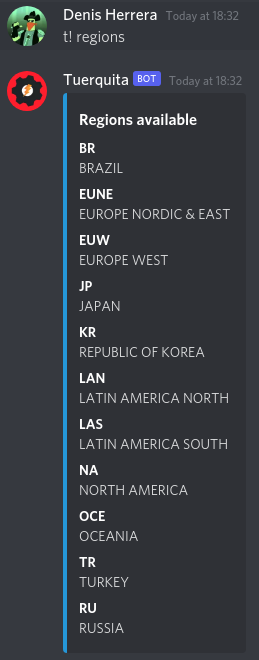 Denis Herrera Today at 18:32
t! regions
Tuerquita BOT Today at 18:32
Regions available
BR
BRAZIL
EUNE
EUROPE NORDIC & EAST
EUW
EUROPE WEST
JP
JAPAN
KR
REPUBLIC OF KOREA
LAN
LATIN AMERICA NORTH
LAS
LATIN AMERICA SOUTH
NA
NORTH AMERICA
OCE
OCEANIA
TR
TURKEY
RU
RUSSIA